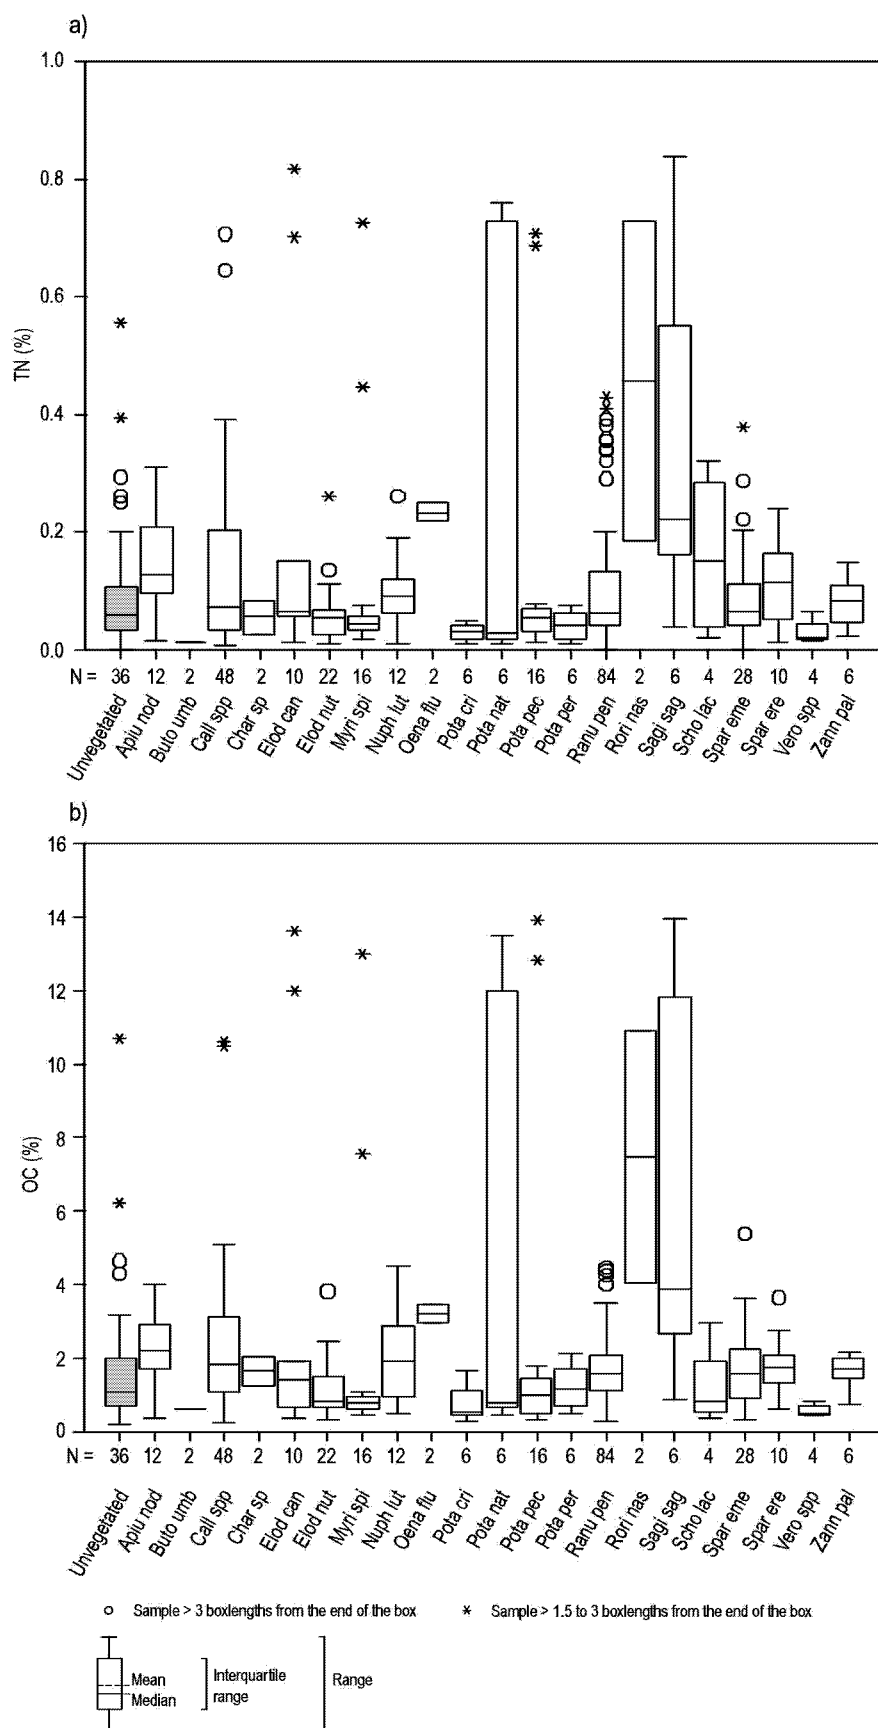 a)
1.0
0.8
0.6
0.4
0.2
0.0
TN (%)
N = 36 12 2 48 2 10 22 16 12 2 6 6 16 6 84 2 6 4 28 10 4 6
Unvegetated Apiu nod Buto umb Call spp Char sp Elod can Elod nut Myri spi Nuph lut Oena flu Pota cri Pota nat Pota pec Pota per Ranu pen Rori nas Sagi sag Scho lac Spar eme Spar ere Vero spp Zann pal
b)
16
14
12
10
8
6
4
2
0
OC (%)
N = 36 12 2 48 2 10 22 16 12 2 6 6 16 6 84 2 6 4 28 10 4 6
Unvegetated Apiu nod Buto umb Call spp Char sp Elod can Elod nut Myri spi Nuph lut Oena flu Pota cri Pota nat Pota pec Pota per Ranu pen Rori nas Sagi sag Scho lac Spar eme Spar ere Vero spp Zann pal
Sample > 3 boxlengths from the end of the box * Sample > 1.5 to 3 boxlengths from the end of the box
Mean
Median
Interquartile
range
Range